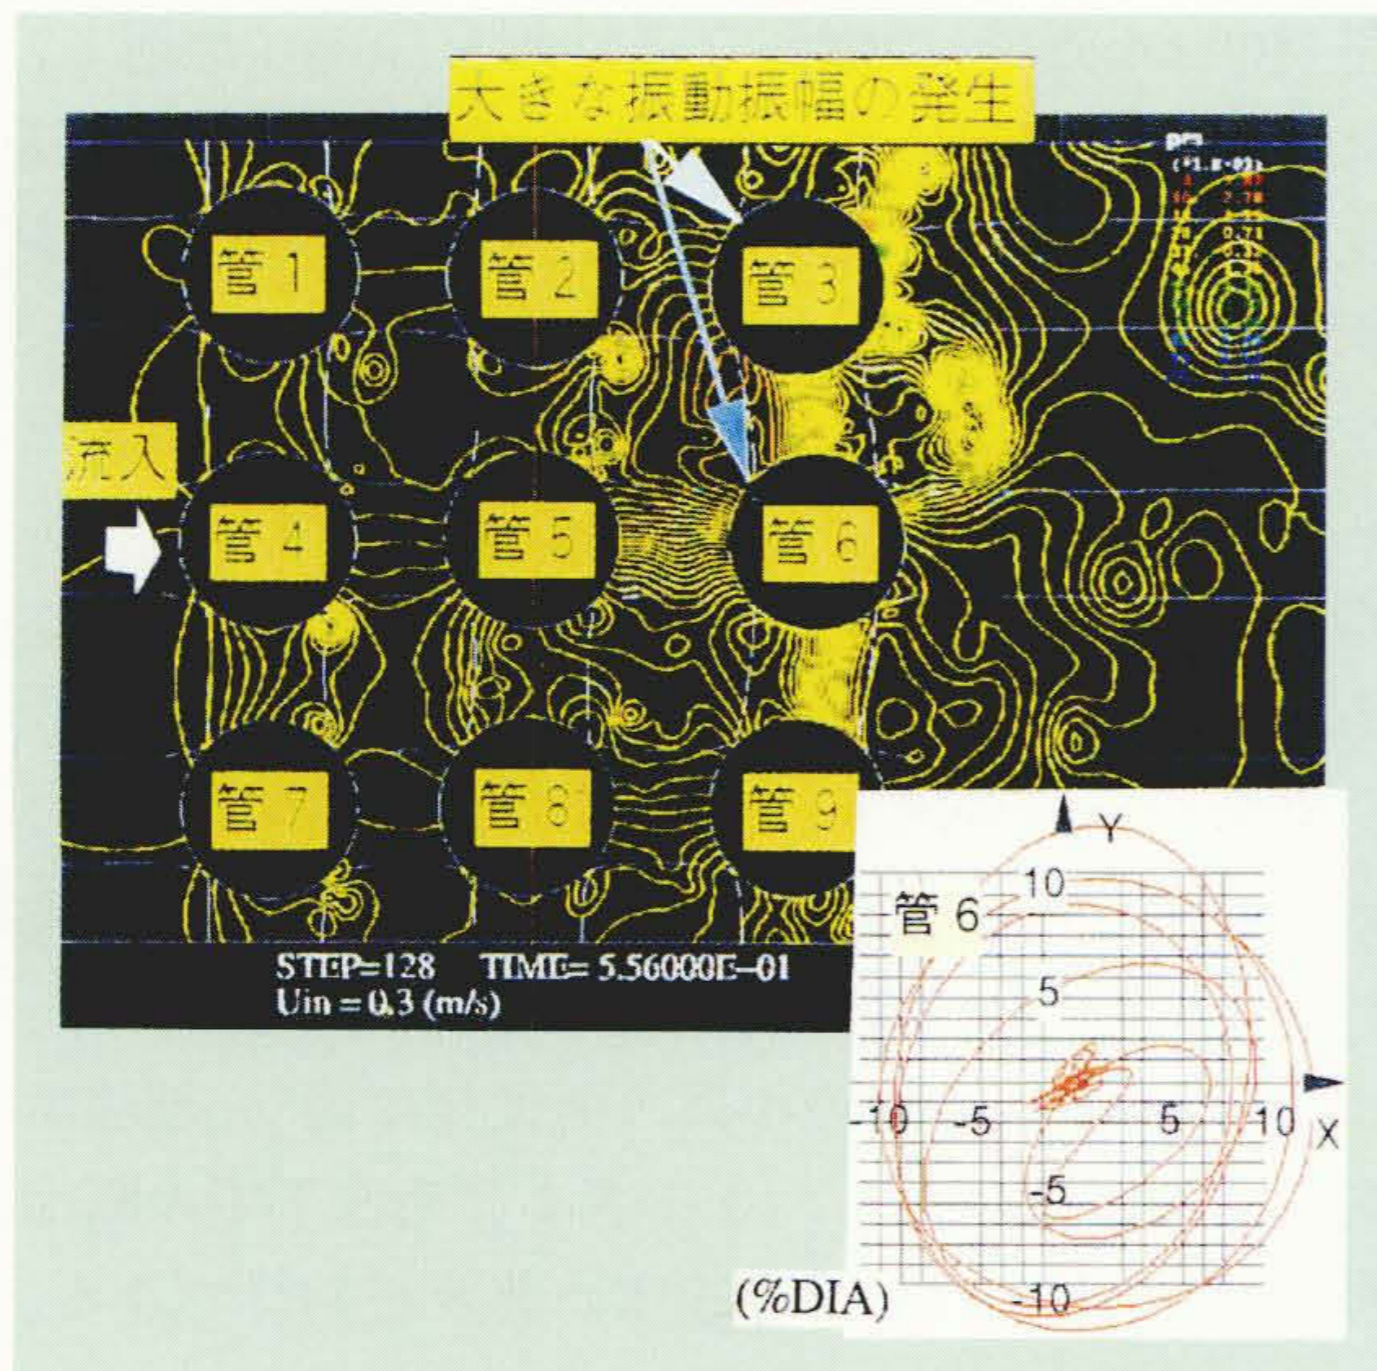 大きな振動振幅の発生
管1
管2
管3
流入
管4
管5
管6
管7
管8
管9
STEP=128 TIME= 5.56000E-01
Uin = 0.3 (m/s)
Y
10
管6
5
-10
-5
5
10
X
-5
-10
(%DIA)